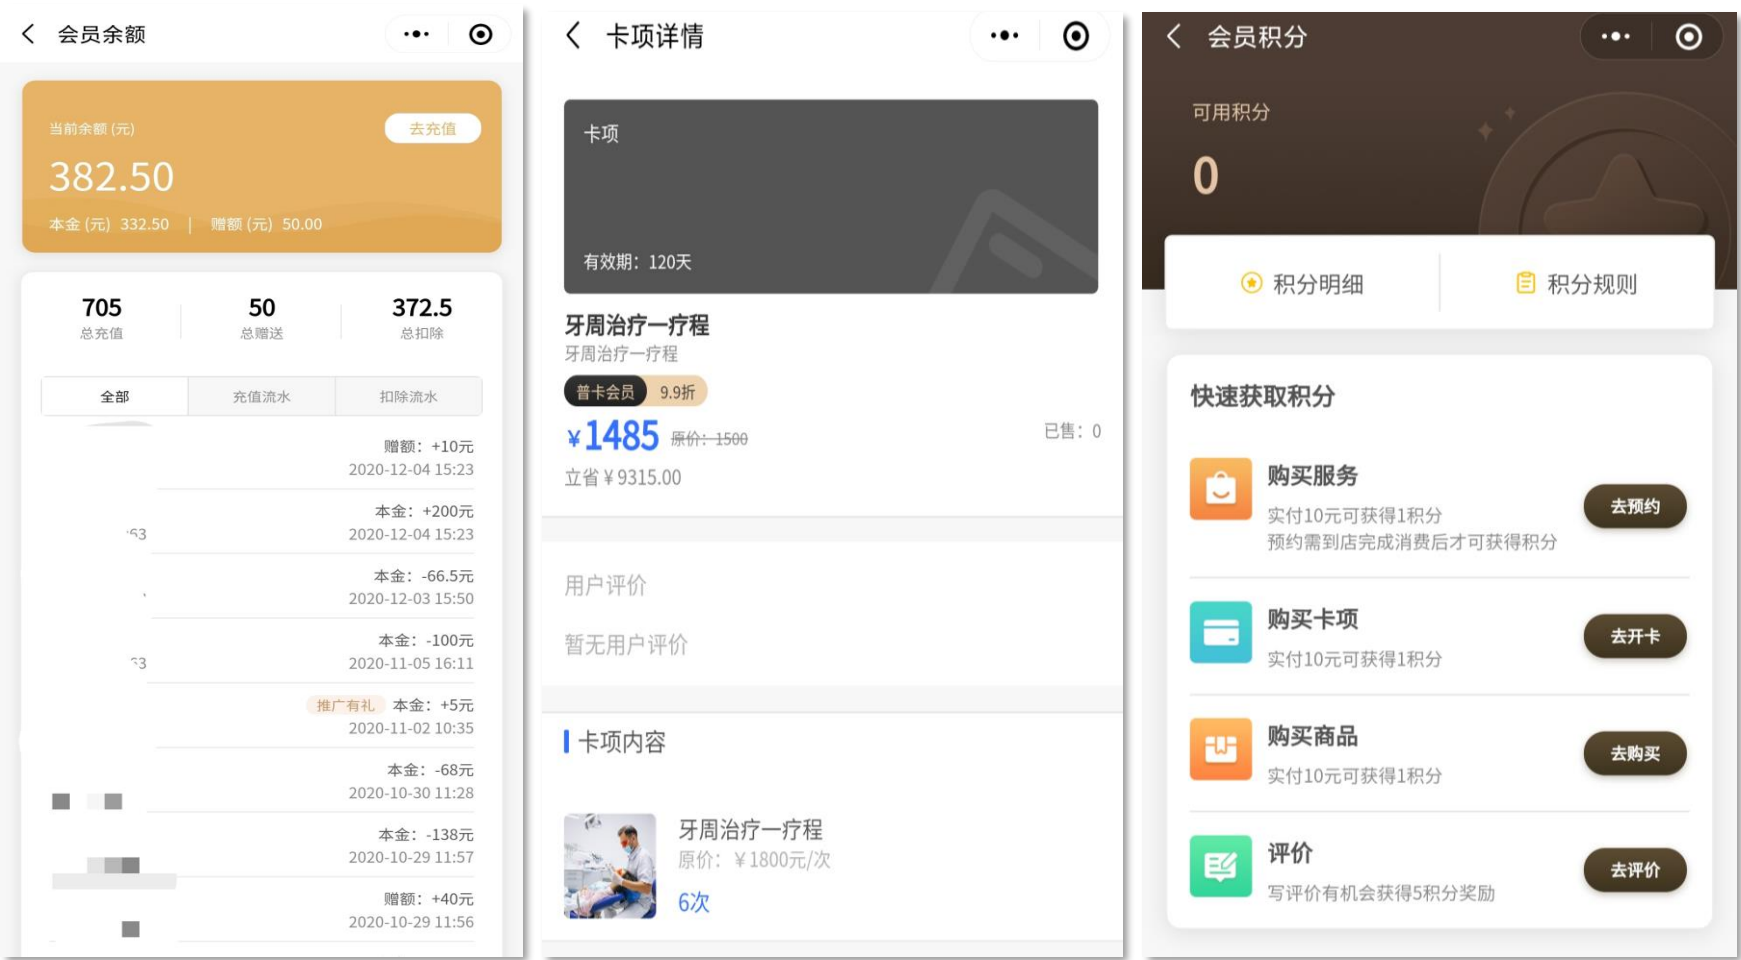 会员余额
当前余额 (元)
去充值
382.50
本金 (元) 332.50 | 赠额 (元) 50.00
705
总充值
50
总赠送
372.5
总扣除
全部
充值流水
扣除流水
赠额：+10元
2020-12-04 15:23
本金：+200元
63
2020-12-04 15:23
本金：-66.5元
2020-12-03 15:50
本金：-100元
63
2020-11-05 16:11
推广有礼 本金：+5元
2020-11-02 10:35
本金：-68元
2020-10-30 11:28
本金：-138元
2020-10-29 11:57
赠额：+40元
2020-10-29 11:56
卡项详情
卡项
有效期：120天
牙周治疗一疗程
牙周治疗一疗程
普卡会员 9.9折
¥1485 原价：1500
已售：0
立省¥9315.00
用户评价
暂无用户评价
卡项内容
牙周治疗一疗程
原价：¥1800元/次
6次
会员积分
可用积分
0
积分明细
积分规则
快速获取积分
购买服务
实付10元可获得1积分
预约需到店完成消费后才可获得积分
去预约
购买卡项
实付10元可获得1积分
去开卡
购买商品
实付10元可获得1积分
去购买
评价
写评价有机会获得5积分奖励
去评价